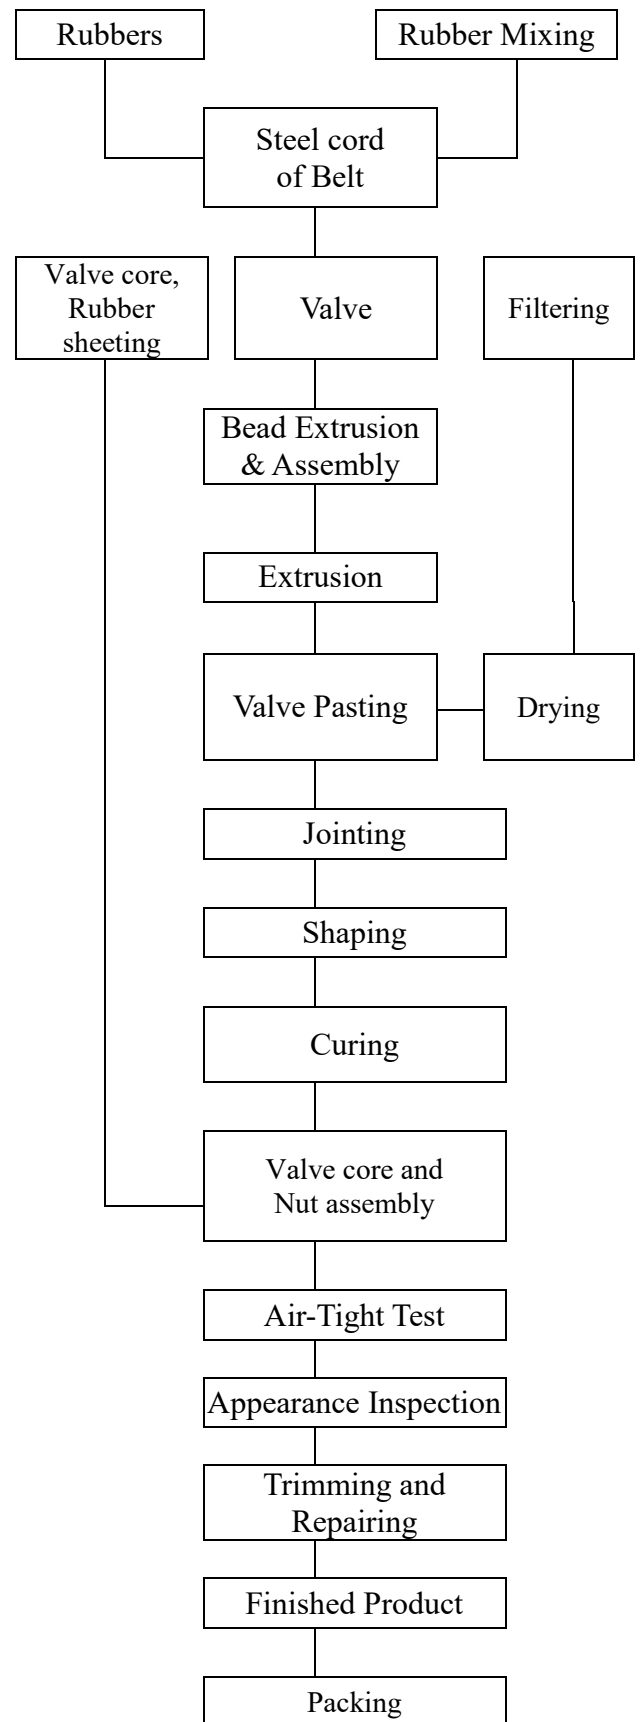 Rubbers
Rubber Mixing
Steel cord
of Belt
Valve core,
Rubber
sheeting
Valve
Filtering
Bead Extrusion
& Assembly
Extrusion
Valve Pasting
Drying
Jointing
Shaping
Curing
Valve core and
Nut assembly
Air-Tight Test
Appearance Inspection
Trimming and
Repairing
Finished Product
Packing